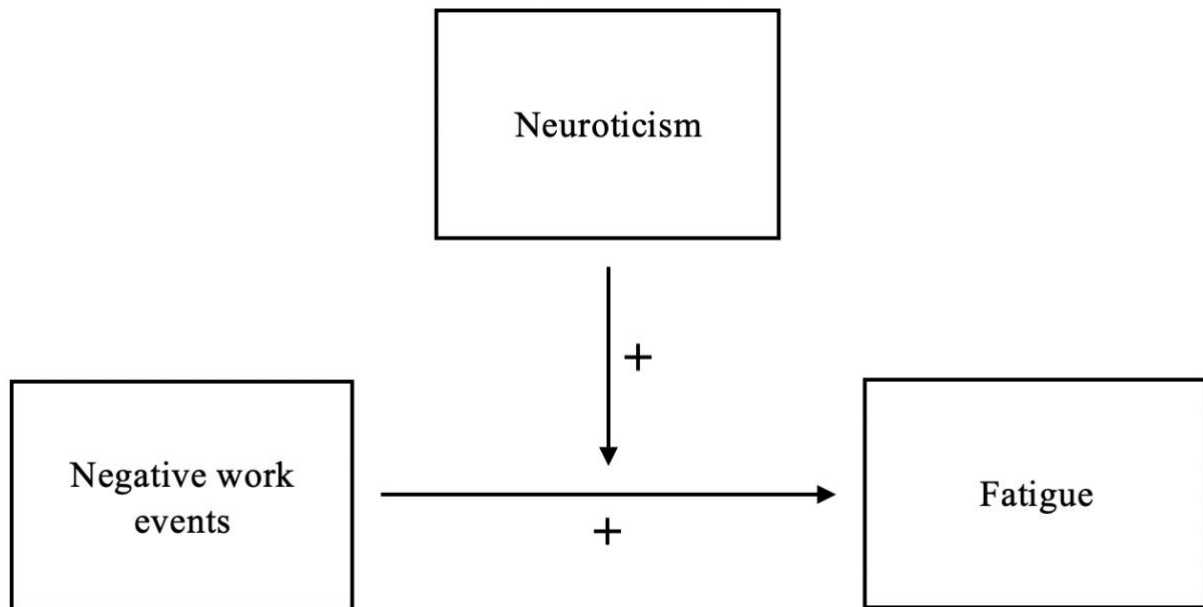 Neuroticism
+
Negative work
events
+
Fatigue